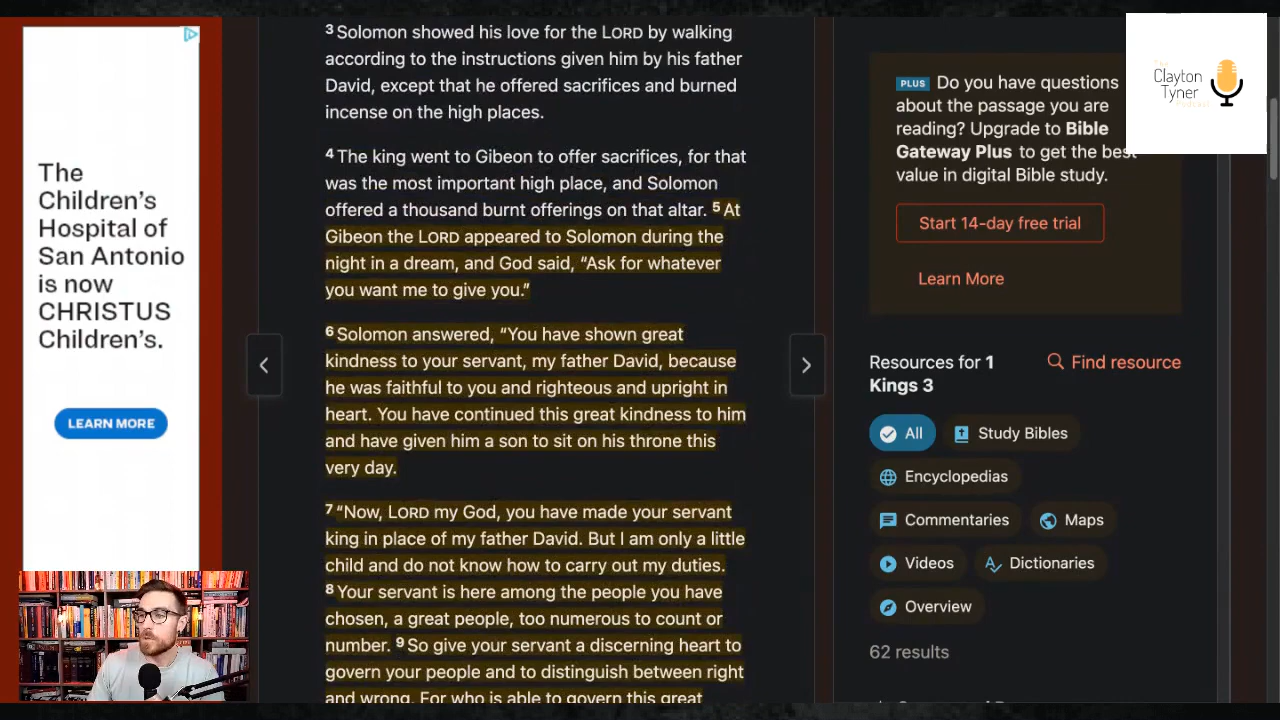 The
Children's
Hospital of
San Antonio
is now
CHRISTUS
Children's.
LEARN MORE
3 Solomon showed his love for the LORD by walking
according to the instructions given him by his father
David, except that he offered sacrifices and burned
incense on the high places.
4 The king went to Gibeon to offer sacrifices, for that
was the most important high place, and Solomon
offered a thousand burnt offerings on that altar. 5 At
Gibeon the LORD appeared to Solomon during the
night in a dream, and God said, “Ask for whatever
you want me to give you.”
6 Solomon answered, “You have shown great
kindness to your servant, my father David, because
he was faithful to you and righteous and upright in
heart. You have continued this great kindness to him
and have given him a son to sit on his throne this
very day.
7 “Now, LORD my God, you have made your servant
king in place of my father David. But I am only a little
child and do not know how to carry out my duties.
8 Your servant is here among the people you have
chosen, a great people, too numerous to count or
number. 9 So give your servant a discerning heart to
govern your people and to distinguish between right
and wrong. For who is able to govern this great
The
Clayton
Tyner
Podcast
PLUS Do you have questions
about the passage you are
reading? Upgrade to Bible
Gateway Plus to get the best
value in digital Bible study.
Start 14-day free trial
Learn More
Resources for 1
Kings 3
Find resource
All
Study Bibles
Encyclopedias
Commentaries
Maps
Videos
Dictionaries
Overview
62 results